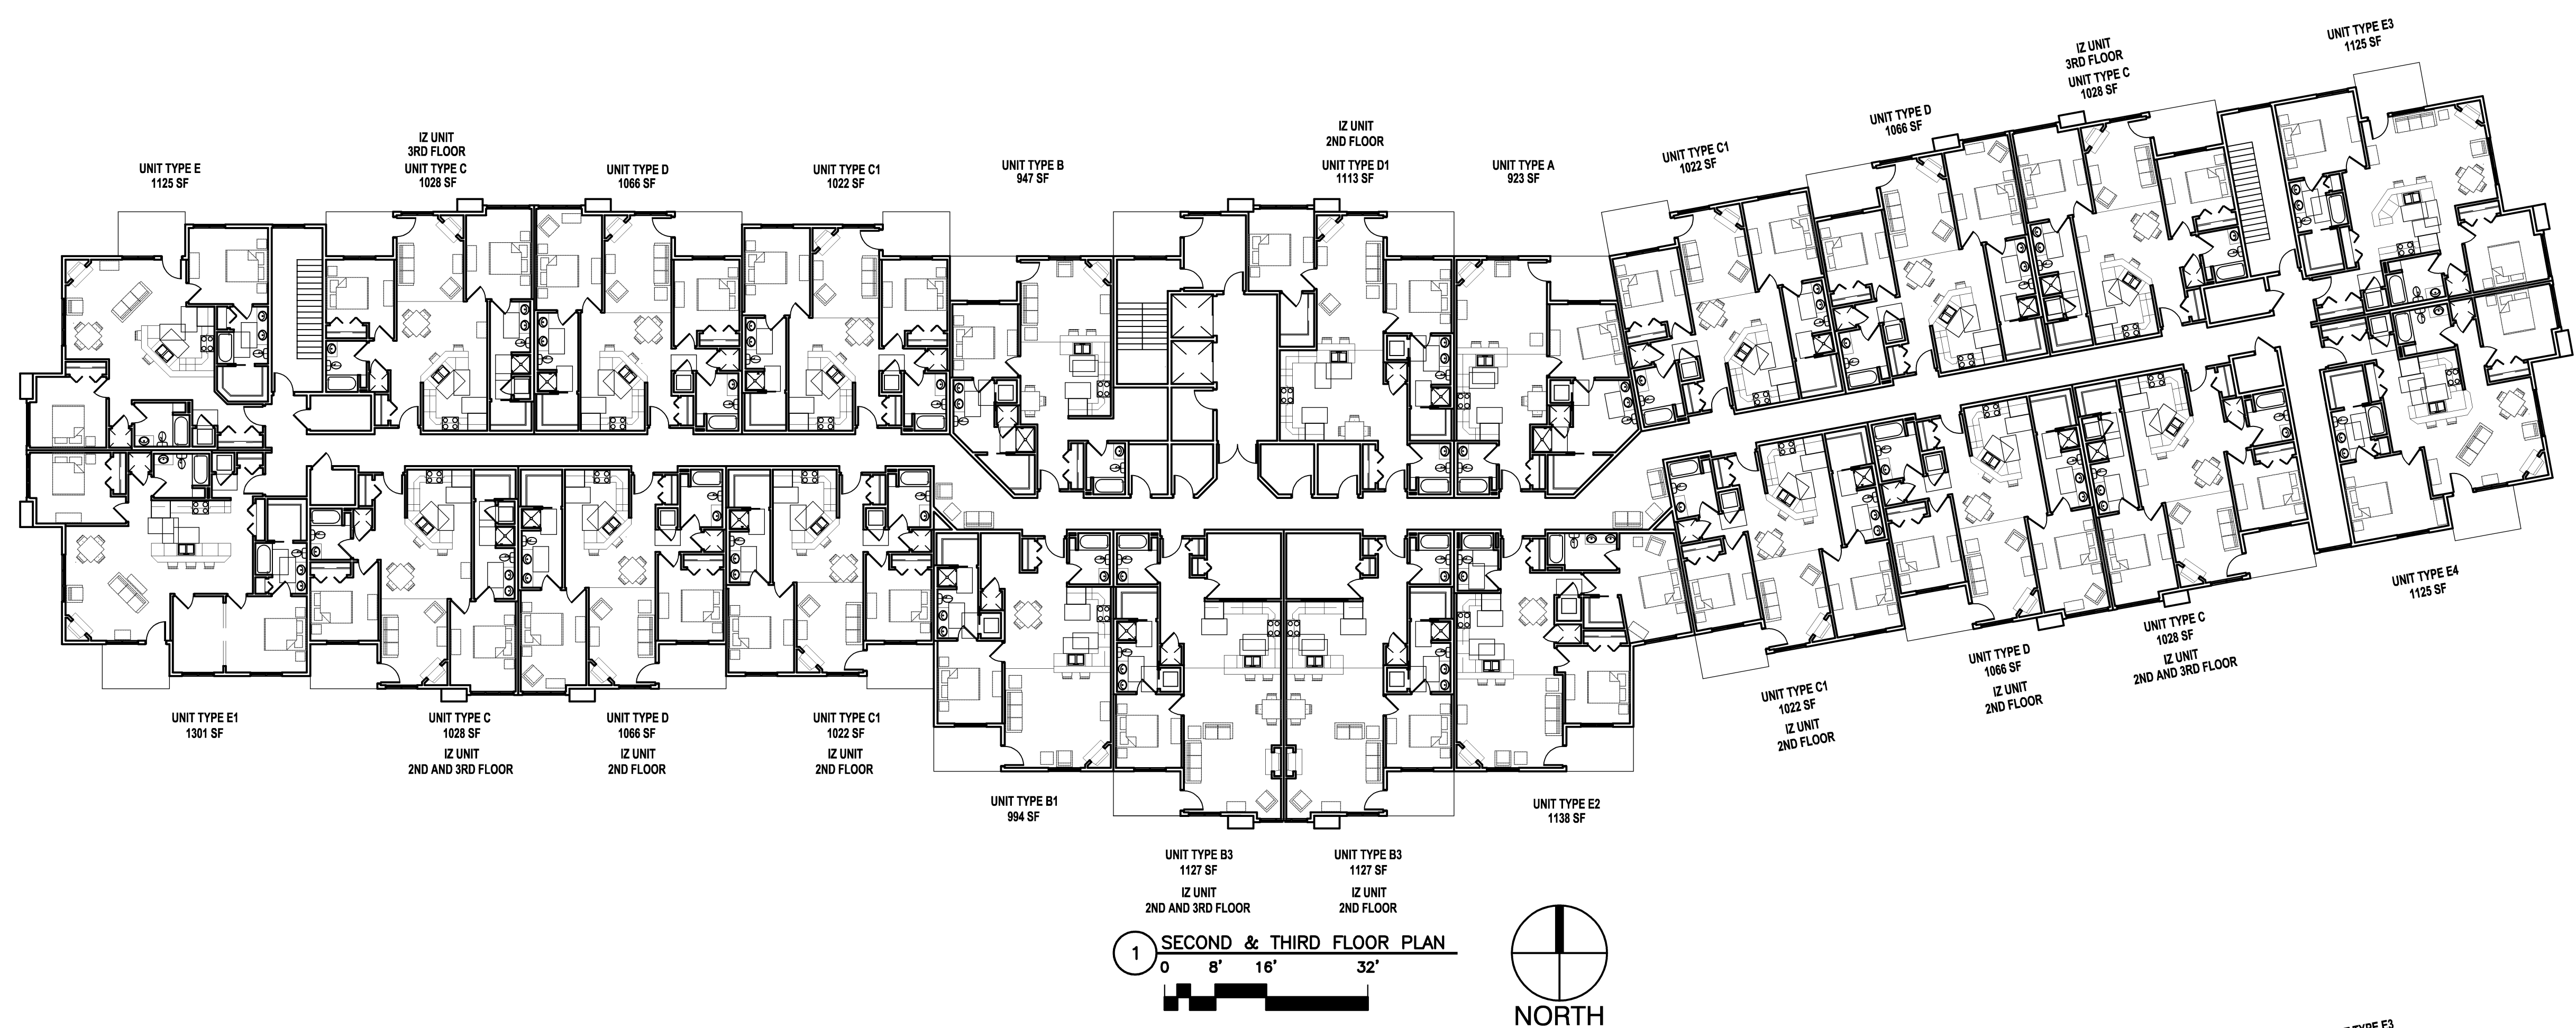 UNIT TYPE E3
1125 SF
IZ UNIT
3RD FLOOR
UNIT TYPE C
1028 SF
UNIT TYPE D
1066 SF
UNIT TYPE C1
1022 SF
UNIT TYPE E
1125 SF
IZ UNIT
3RD FLOOR
UNIT TYPE C
1028 SF
UNIT TYPE D
1066 SF
UNIT TYPE C1
1022 SF
UNIT TYPE B
947 SF
IZ UNIT
2ND FLOOR
UNIT TYPE D1
1113 SF
UNIT TYPE A
923 SF
UNIT TYPE E4
1125 SF
UNIT TYPE C
1028 SF
IZ UNIT
2ND AND 3RD FLOOR
UNIT TYPE D
1066 SF
IZ UNIT
2ND FLOOR
UNIT TYPE C1
1022 SF
IZ UNIT
2ND FLOOR
UNIT TYPE E1
1301 SF
UNIT TYPE C
1028 SF
IZ UNIT
2ND AND 3RD FLOOR
UNIT TYPE D
1066 SF
IZ UNIT
2ND FLOOR
UNIT TYPE C1
1022 SF
IZ UNIT
2ND FLOOR
UNIT TYPE B1
994 SF
UNIT TYPE E2
1138 SF
UNIT TYPE B3
1127 SF
IZ UNIT
2ND AND 3RD FLOOR
UNIT TYPE B3
1127 SF
IZ UNIT
2ND FLOOR
1 SECOND & THIRD FLOOR PLAN
0 8' 16' 32'
NORTH